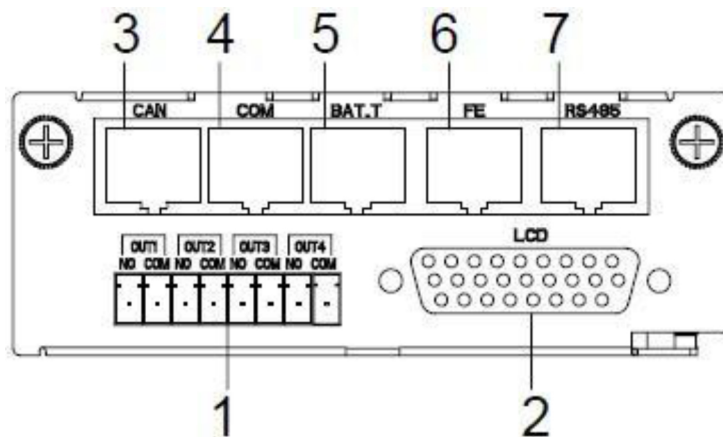 3 4 5 6 7
CAN COM BAT.T FE RS485
LCD
OUT1 OUT2 OUT3 OUT4
NO COM NO COM NO COM NO COM
1 2